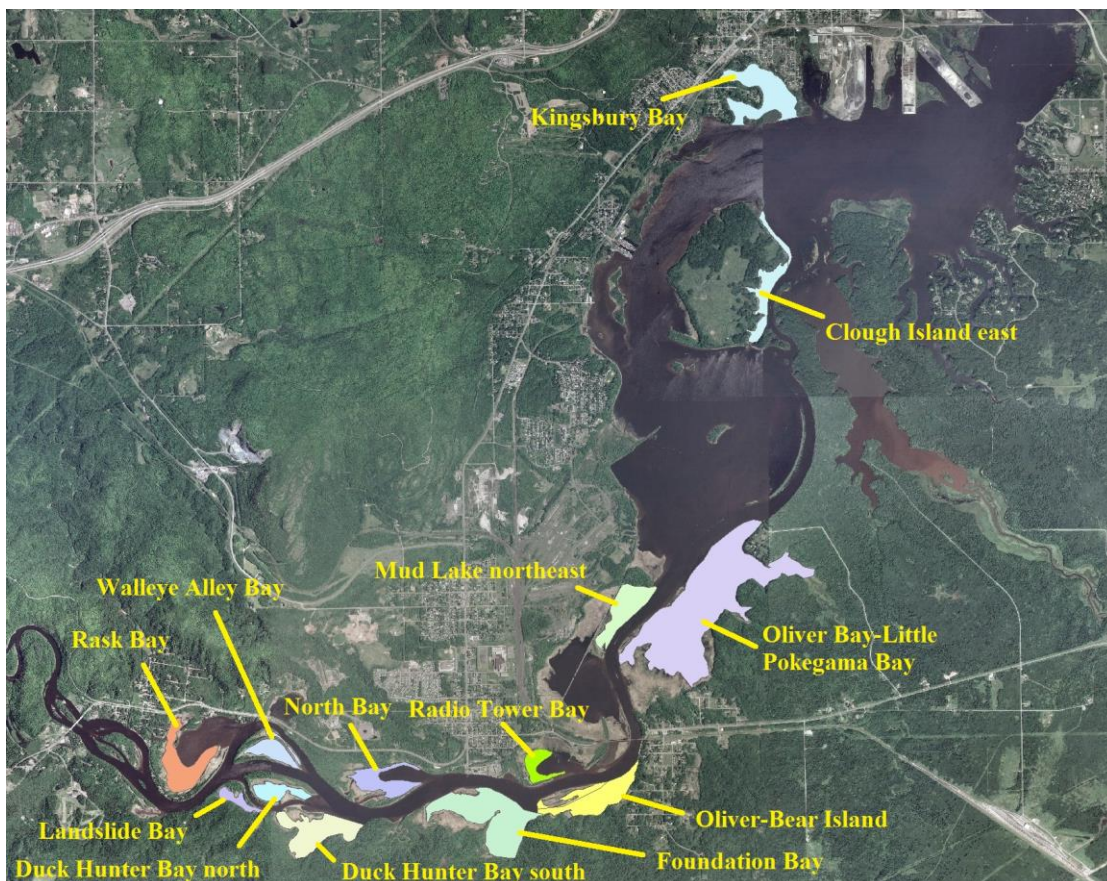 Kingsbury Bay
Clough Island east
Mud Lake northeast
Walleye Alley Bay
Oliver Bay-Little
Pokegama Bay
Rask Bay
North Bay
Radio Tower Bay
Landslide Bay
Oliver-Bear Island
Duck Hunter Bay north
Duck Hunter Bay south
Foundation Bay